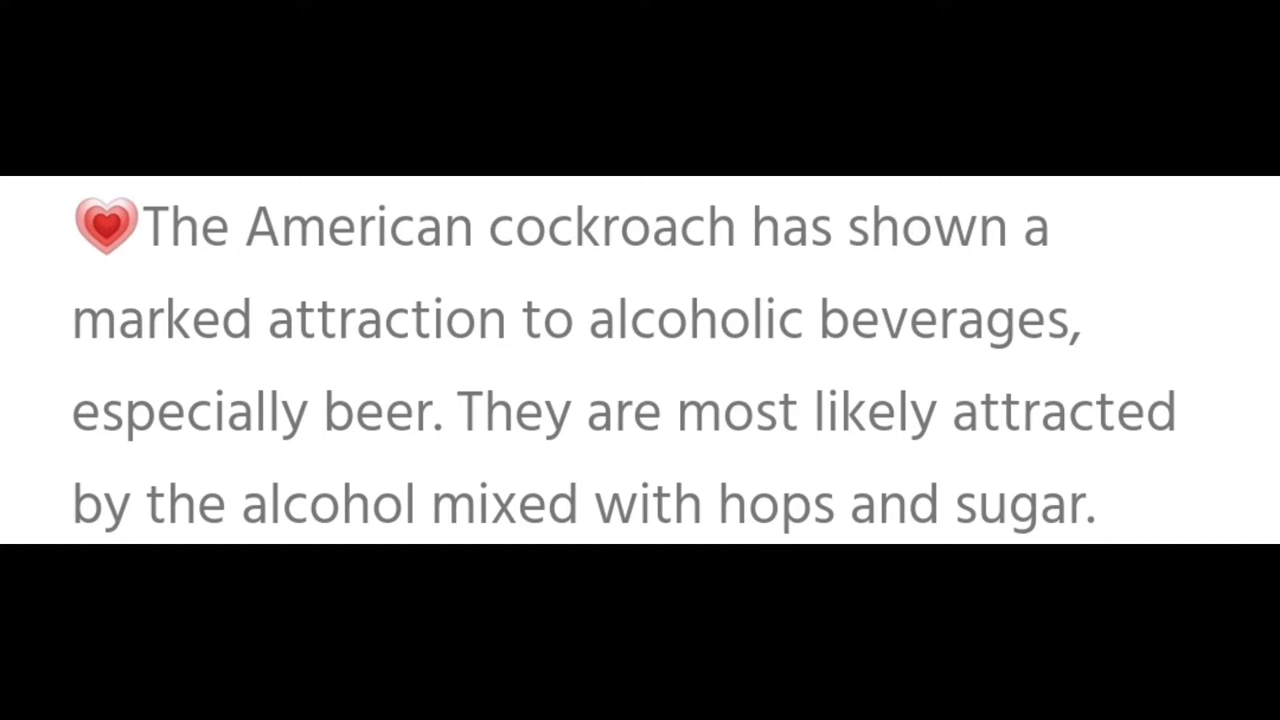 💗The American cockroach has shown a
marked attraction to alcoholic beverages,
especially beer. They are most likely attracted
by the alcohol mixed with hops and sugar.